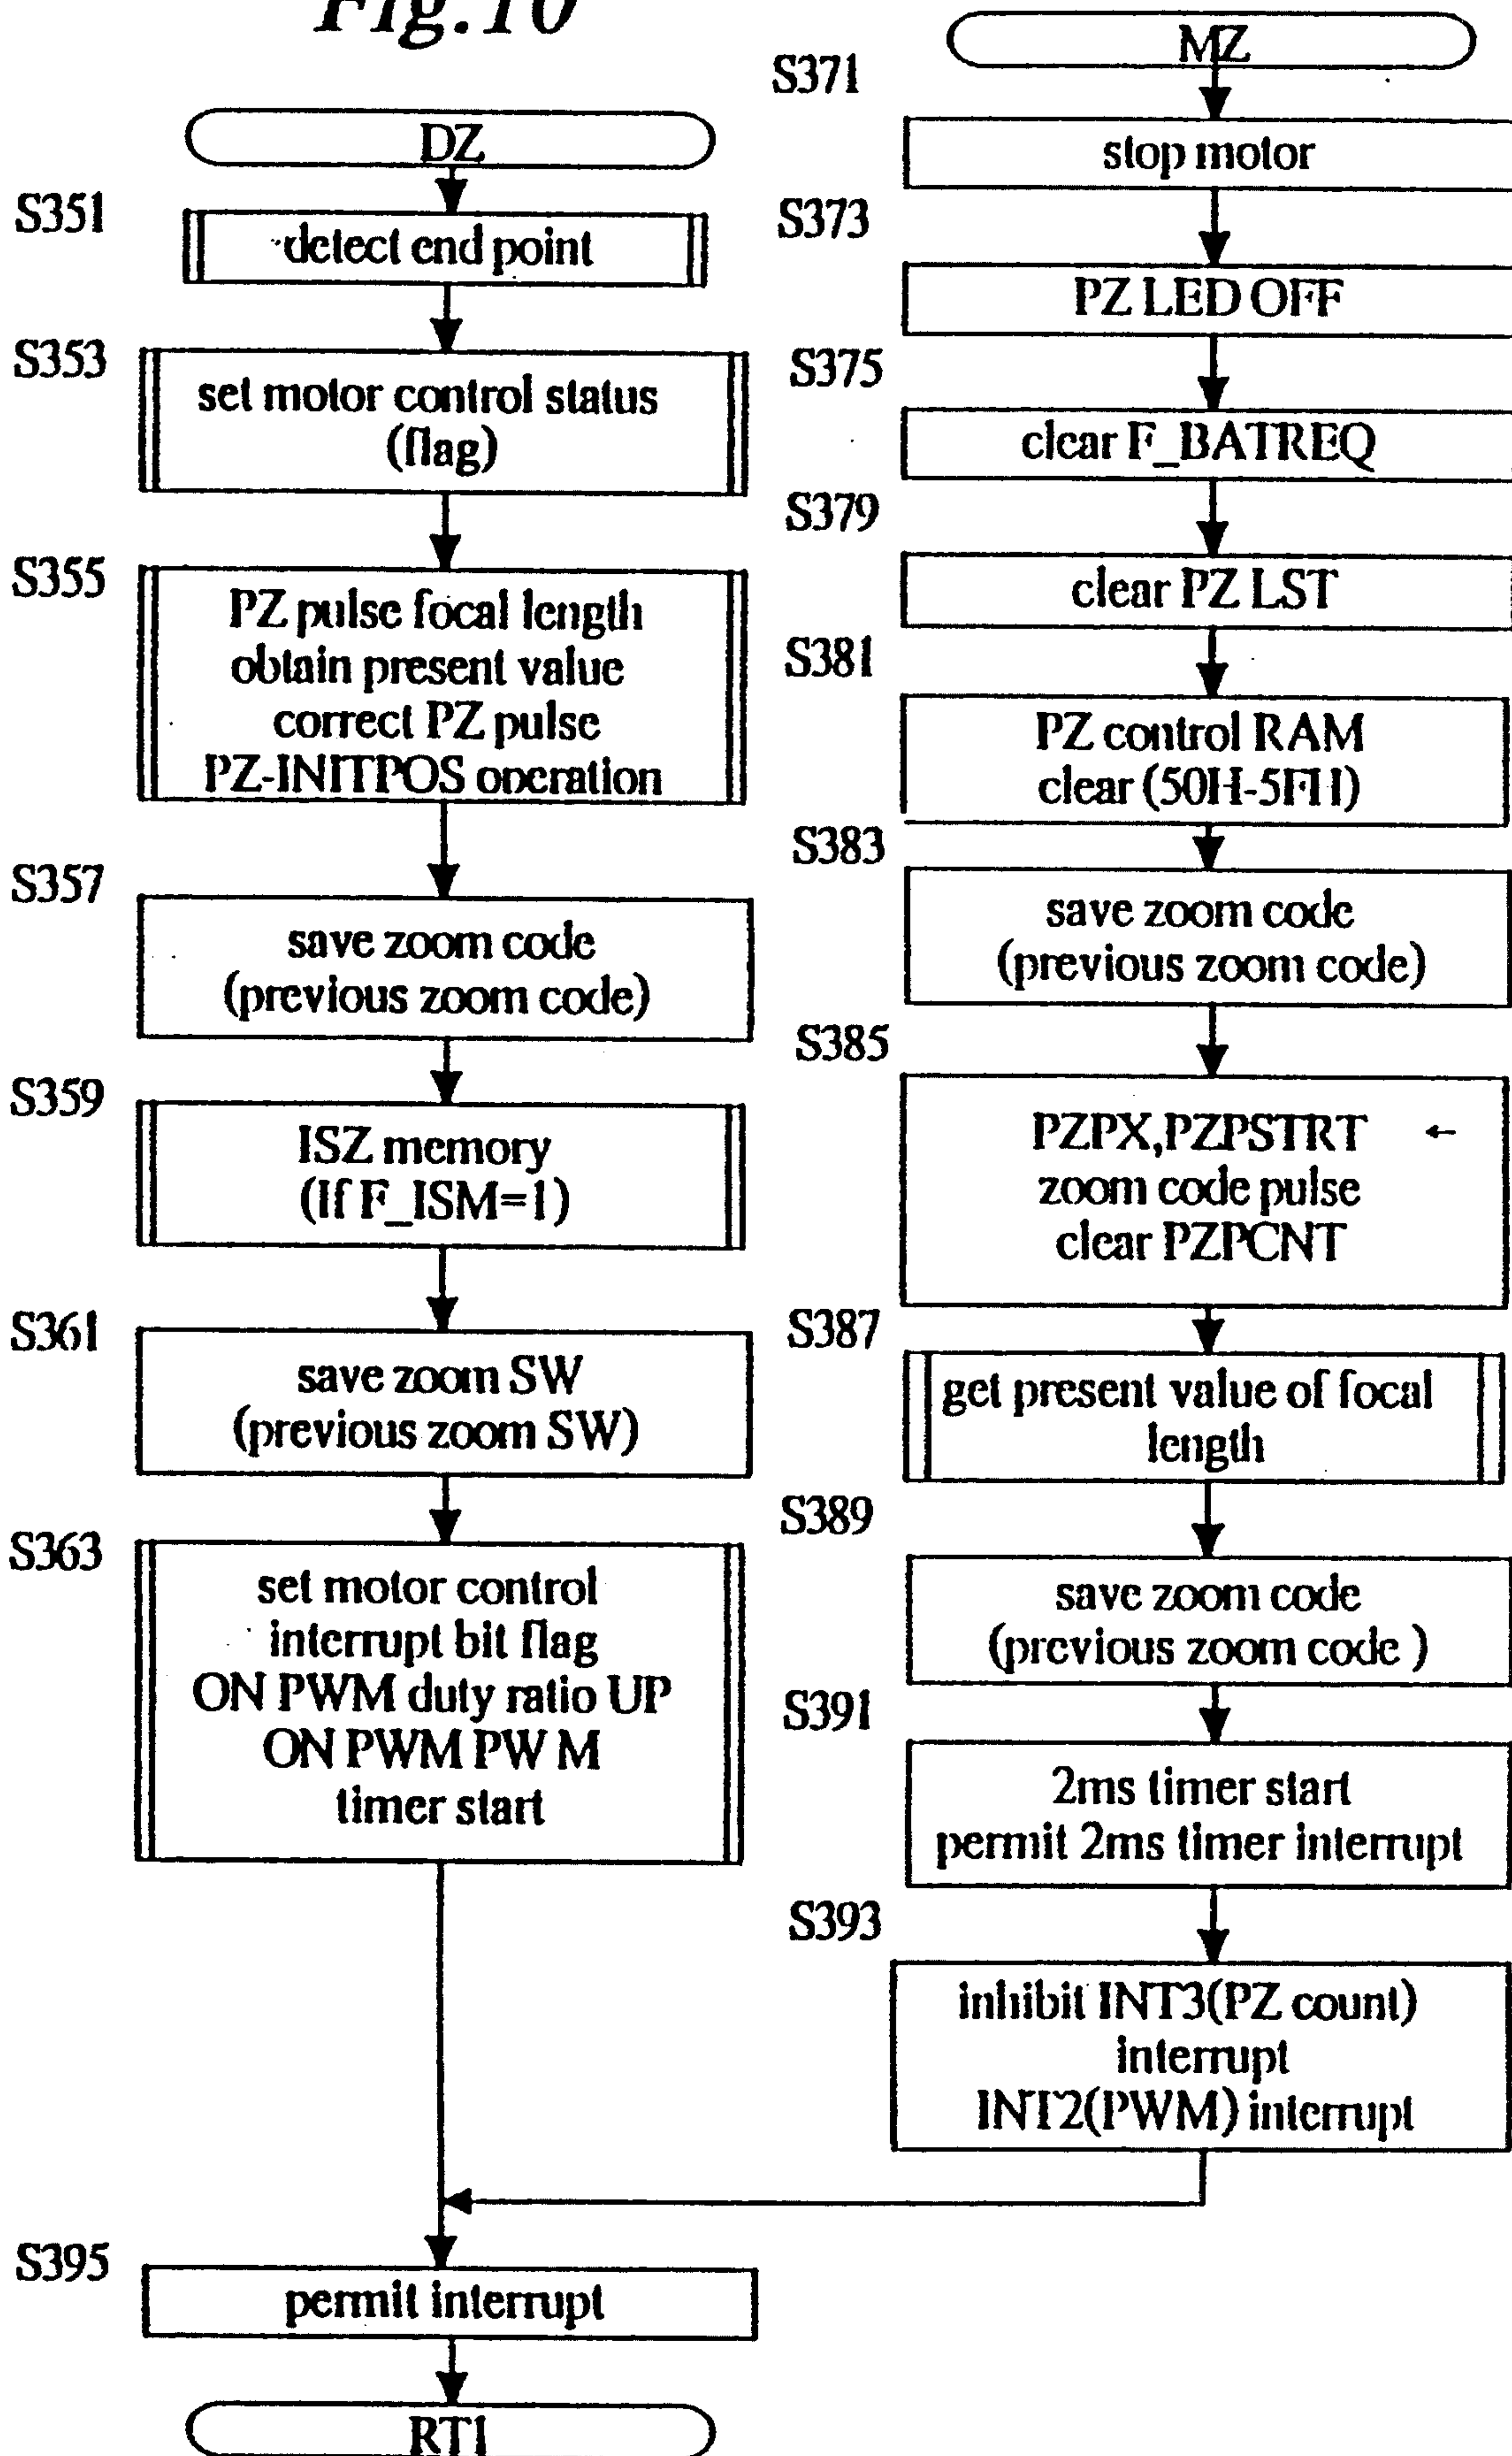 Fig.10
DZ
S351
detect end point
S353
set motor control status
(flag)
S355
PZ pulse focal length
obtain present value
correct PZ pulse
PZ-INITPOS operation
S357
save zoom code
(previous zoom code)
S359
ISZ memory
(If F_ISM=1)
S361
save zoom SW
(previous zoom SW)
S363
set motor control
interrupt bit flag
ON PWM duty ratio UP
ON PWM PW M
timer start
MZ
S371
stop motor
S373
PZ LED OFF
S375
clear F_BATREQ
S379
clear PZ LST
S381
PZ control RAM
clear (50H-5FH)
S383
save zoom code
(previous zoom code)
S385
PZPX,PZPSTRT ←
zoom code pulse
clear PZPCNT
S387
get present value of focal
length
S389
save zoom code
(previous zoom code )
S391
2ms timer start
permit 2ms timer interrupt
S393
inhibit INT3(PZ count)
interrupt
INT2(PWM) interrupt
S395
permit interrupt
RTI